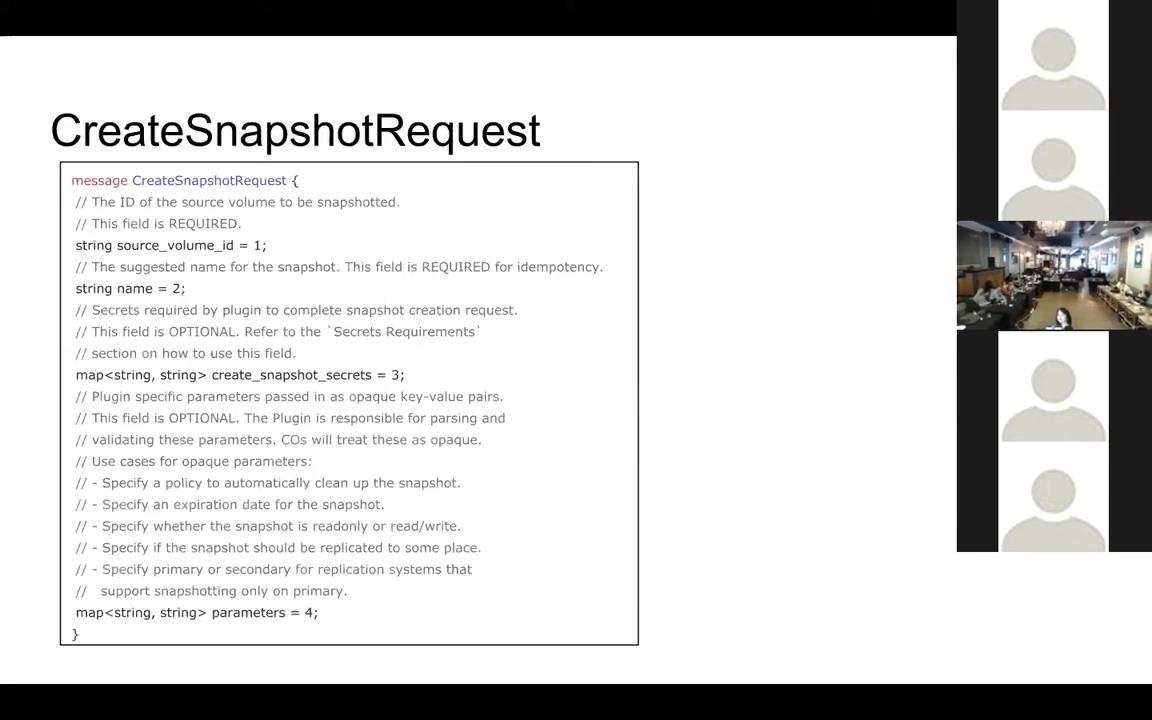 CreateSnapshotRequest
message CreateSnapshotRequest {
// The ID of the source volume to be snapshotted.
// This field is REQUIRED.
string source_volume_id = 1;
// The suggested name for the snapshot. This field is REQUIRED for idempotency.
string name = 2;
// Secrets required by plugin to complete snapshot creation request.
// This field is OPTIONAL. Refer to the `Secrets Requirements`
// section on how to use this field.
map<string, string> create_snapshot_secrets = 3;
// Plugin specific parameters passed in as opaque key-value pairs.
// This field is OPTIONAL. The Plugin is responsible for parsing and
// validating these parameters. COs will treat these as opaque.
// Use cases for opaque parameters:
// - Specify a policy to automatically clean up the snapshot.
// - Specify an expiration date for the snapshot.
// - Specify whether the snapshot is readonly or read/write.
// - Specify if the snapshot should be replicated to some place.
// - Specify primary or secondary for replication systems that
//   support snapshotting only on primary.
map<string, string> parameters = 4;
}